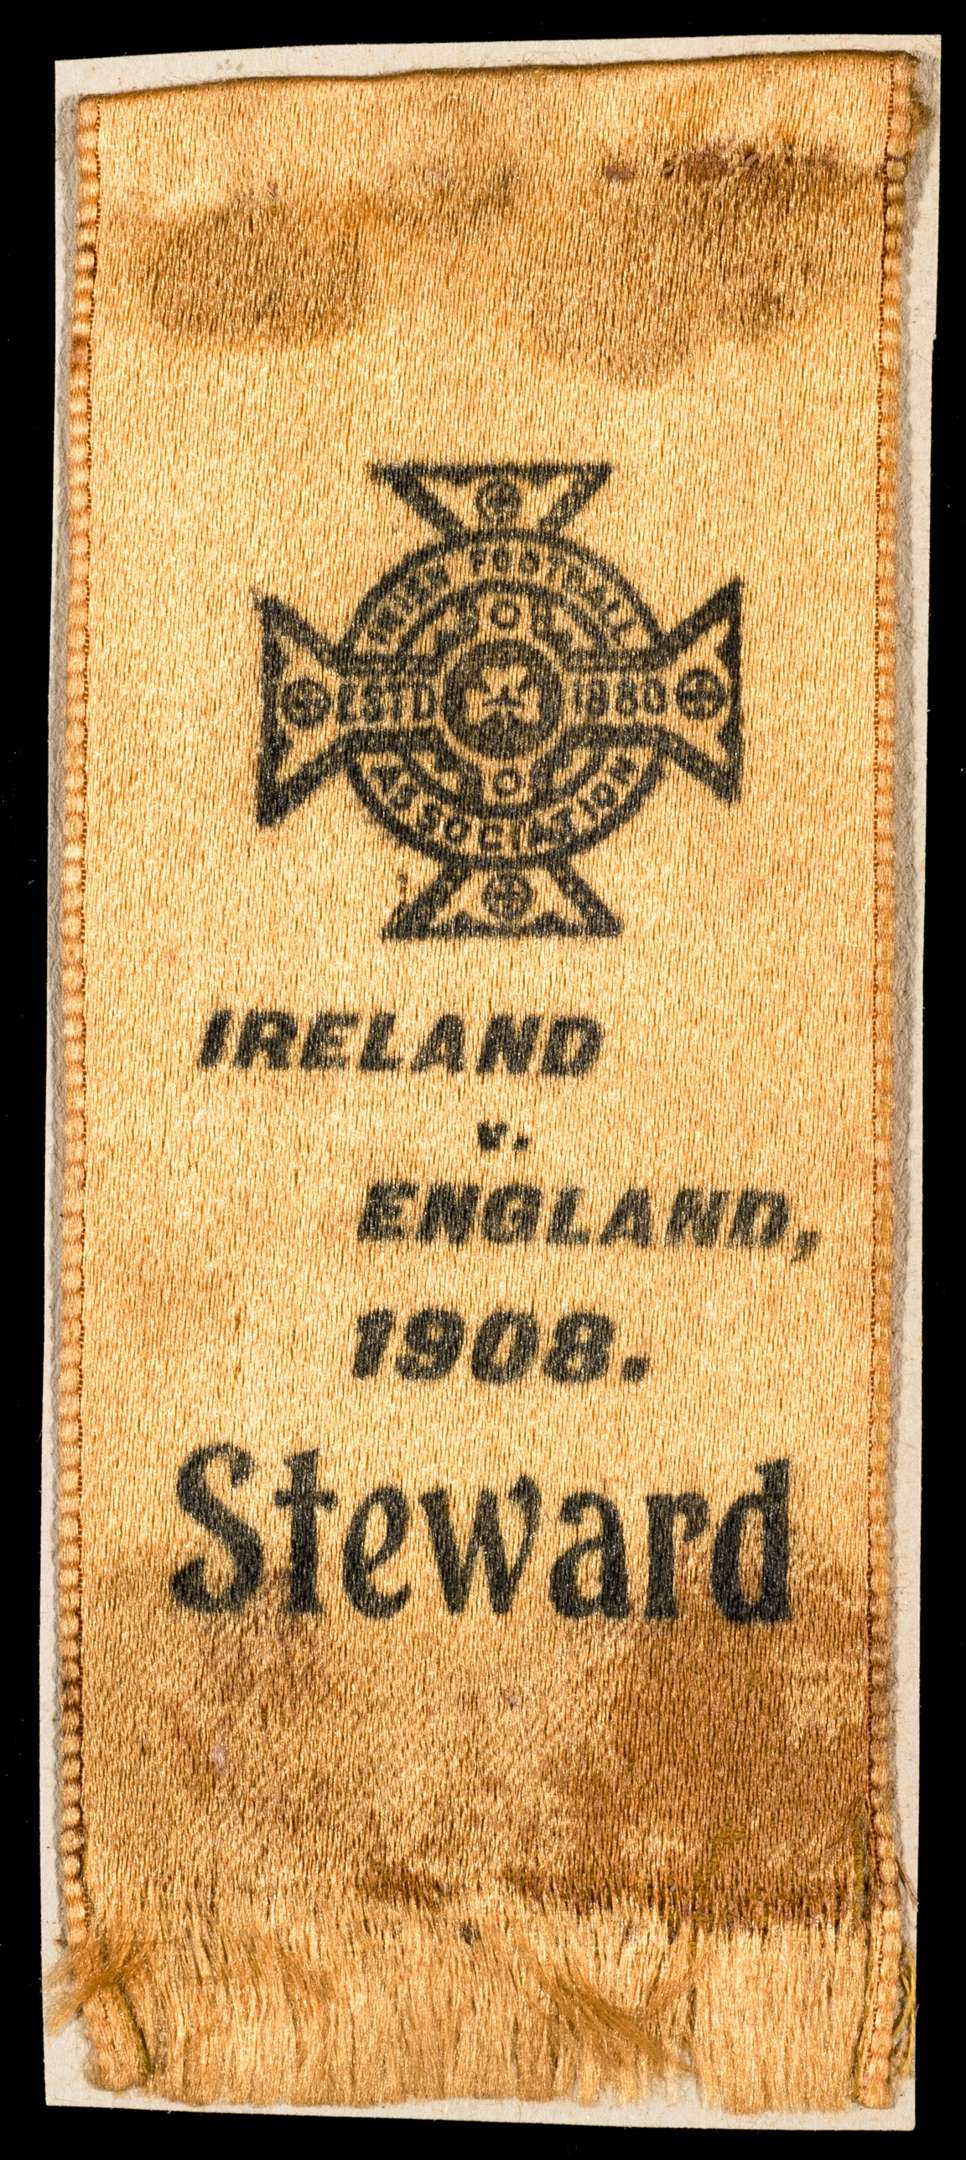 IRISH FOOTBALL
ESTD 1880
ASSOCIATION
IRELAND
v.
ENGLAND,
1908.
Steward